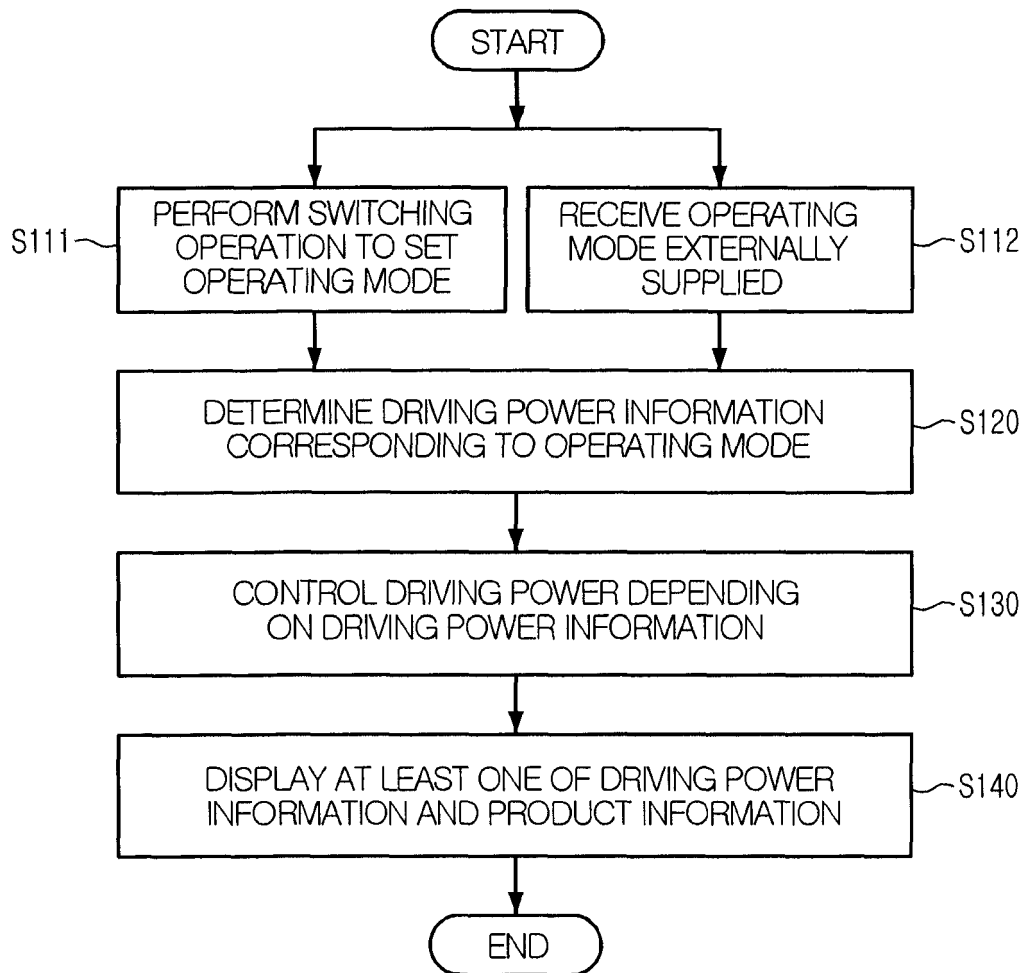 START
S111
PERFORM SWITCHING
OPERATION TO SET
OPERATING MODE
RECEIVE OPERATING
MODE EXTERNALLY
SUPPLIED
S112
DETERMINE DRIVING POWER INFORMATION
CORRESPONDING TO OPERATING MODE
S120
CONTROL DRIVING POWER DEPENDING
ON DRIVING POWER INFORMATION
S130
DISPLAY AT LEAST ONE OF DRIVING POWER
INFORMATION AND PRODUCT INFORMATION
S140
END